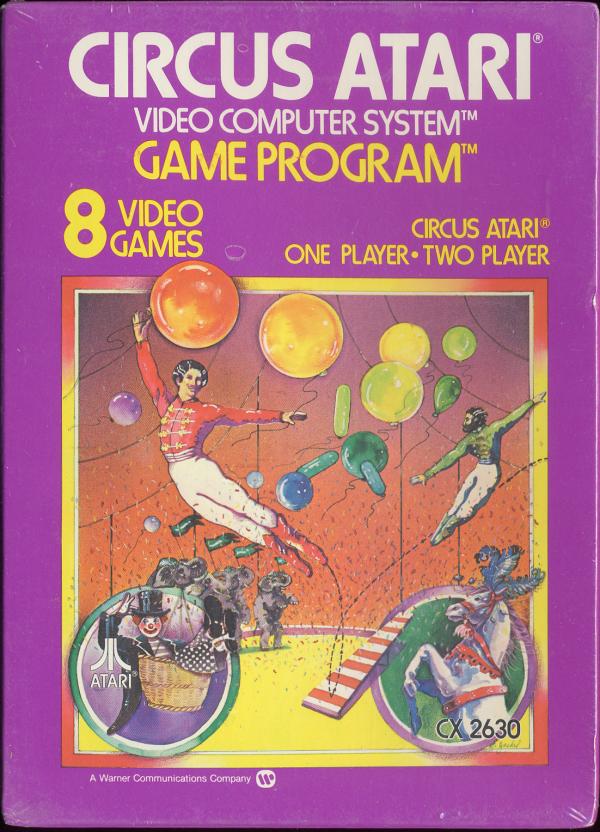 CIRCUS ATARI®
VIDEO COMPUTER SYSTEM™
GAME PROGRAM™
8 VIDEO GAMES
CIRCUS ATARI®
ONE PLAYER • TWO PLAYER
ATARI®
CX 2630
A Warner Communications Company